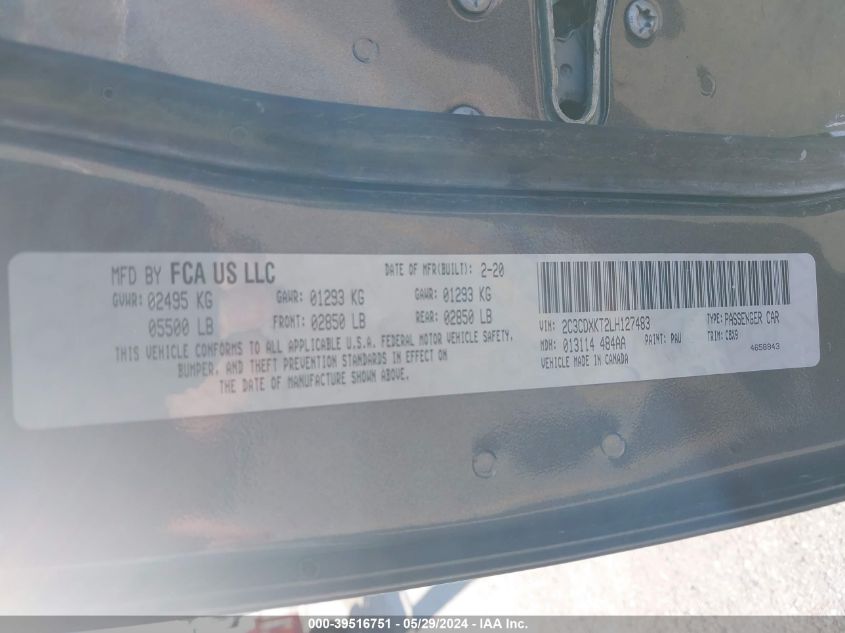 MFD BY FCA US LLC DATE OF MFR(BUILT): 2-20
GVWR: 02495 KG GAWR: 01293 KG GAWR: 01293 KG
05500 LB FRONT: 02850 LB REAR: 02850 LB
THIS VEHICLE CONFORMS TO ALL APPLICABLE U.S.A. FEDERAL MOTOR VEHICLE SAFETY,
BUMPER, AND THEFT PREVENTION STANDARDS IN EFFECT ON
THE DATE OF MANUFACTURE SHOWN ABOVE.
VIN: 2C3CDXKT2LH127483 TYPE: PASSENGER CAR
MDH: 013114 484AA PAINT: PAU TRIM: CBX9
VEHICLE MADE IN CANADA 4658943
000-39516751 - 05/29/2024 - IAA Inc.